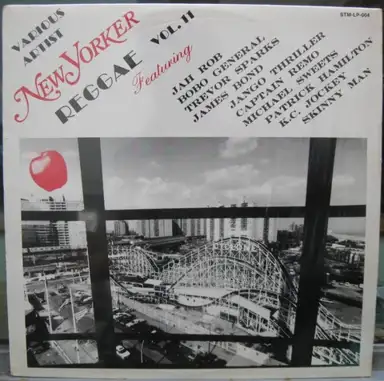 STM-LP-004
VARIOUS
ARTIST
NEW YORKER
REGGAE VOL. 11
Featuring
JAH ROB
BOBO GENERAL
TREVOR SPARKS
JAMES BOND
JANGO THRILLER
CAPTAIN REMO
MICHAEL SWEETS
PATRICK HAMILTON
K.C. JOCKEY
SKINNY MAN